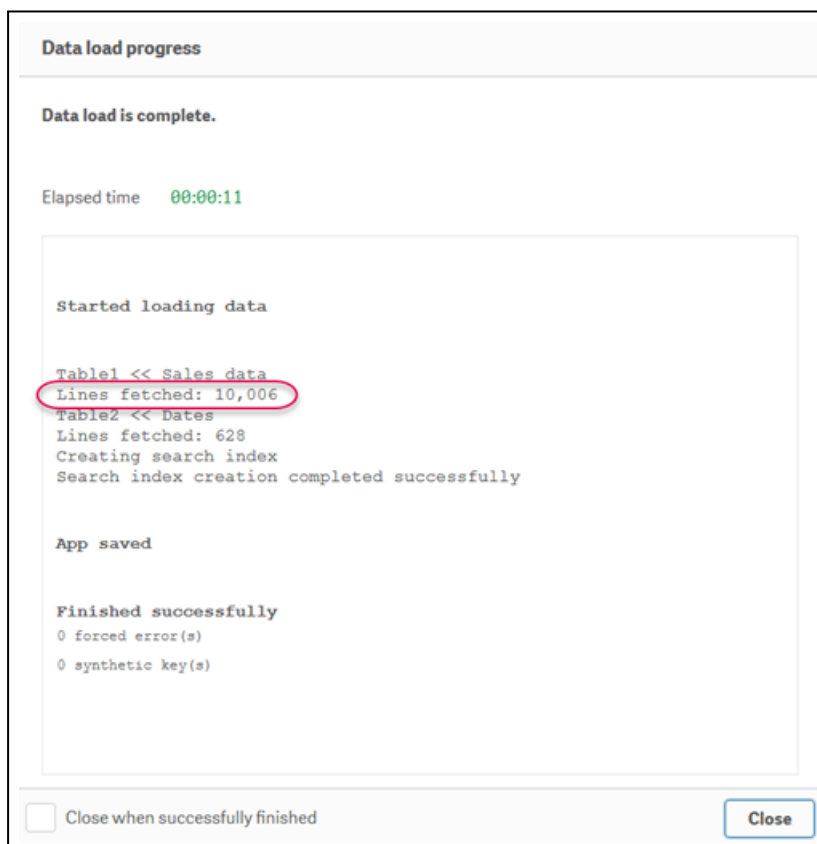 Data load progress
Data load is complete.
Elapsed time 00:00:11
Started loading data
Table1 << Sales data
Lines fetched: 10,006
Table2 << Dates
Lines fetched: 628
Creating search index
Search index creation completed successfully
App saved
Finished successfully
0 forced error(s)
0 synthetic key(s)
Close when successfully finished
Close